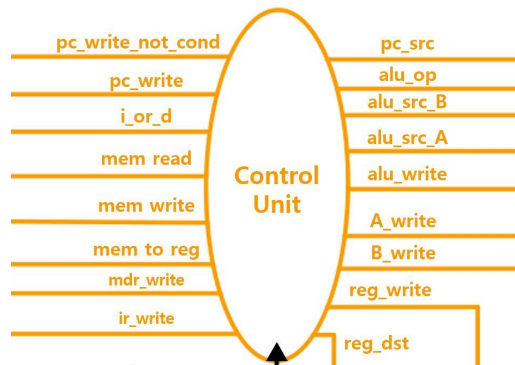 pc_write_not_cond
pc_write
i_or_d
mem read
mem write
mem to reg
mdr_write
ir_write
Control
Unit
pc_src
alu_op
alu_src_B
alu_src_A
alu_write
A_write
B_write
reg_write
reg_dst